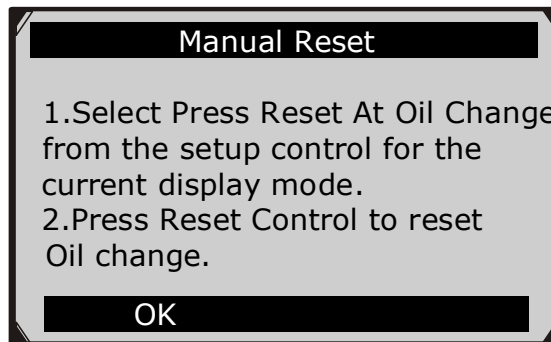 Manual Reset
1.Select Press Reset At Oil Change
from the setup control for the
current display mode.
2.Press Reset Control to reset
Oil change.
OK